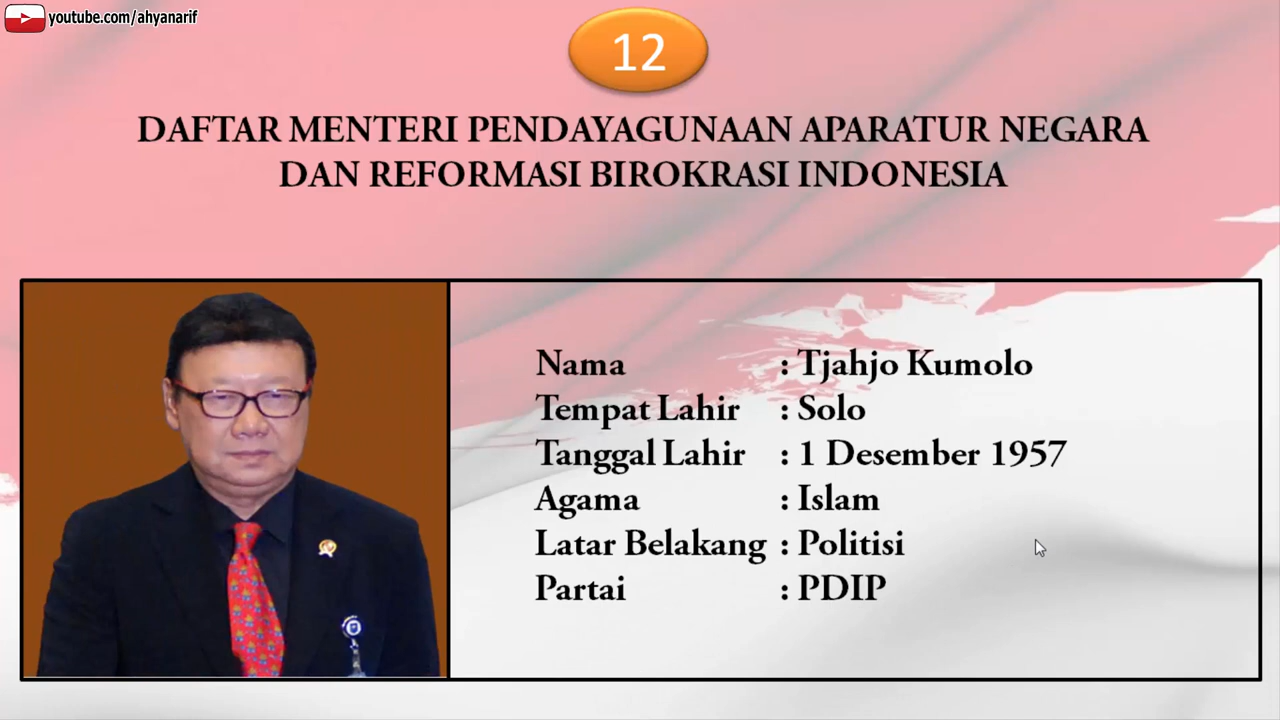 youtube.com/ahyanarif
12
DAFTAR MENTERI PENDAYAGUNAAN APARATUR NEGARA
DAN REFORMASI BIROKRASI INDONESIA
Nama : Tjahjo Kumolo
Tempat Lahir : Solo
Tanggal Lahir : 1 Desember 1957
Agama : Islam
Latar Belakang : Politisi
Partai : PDIP